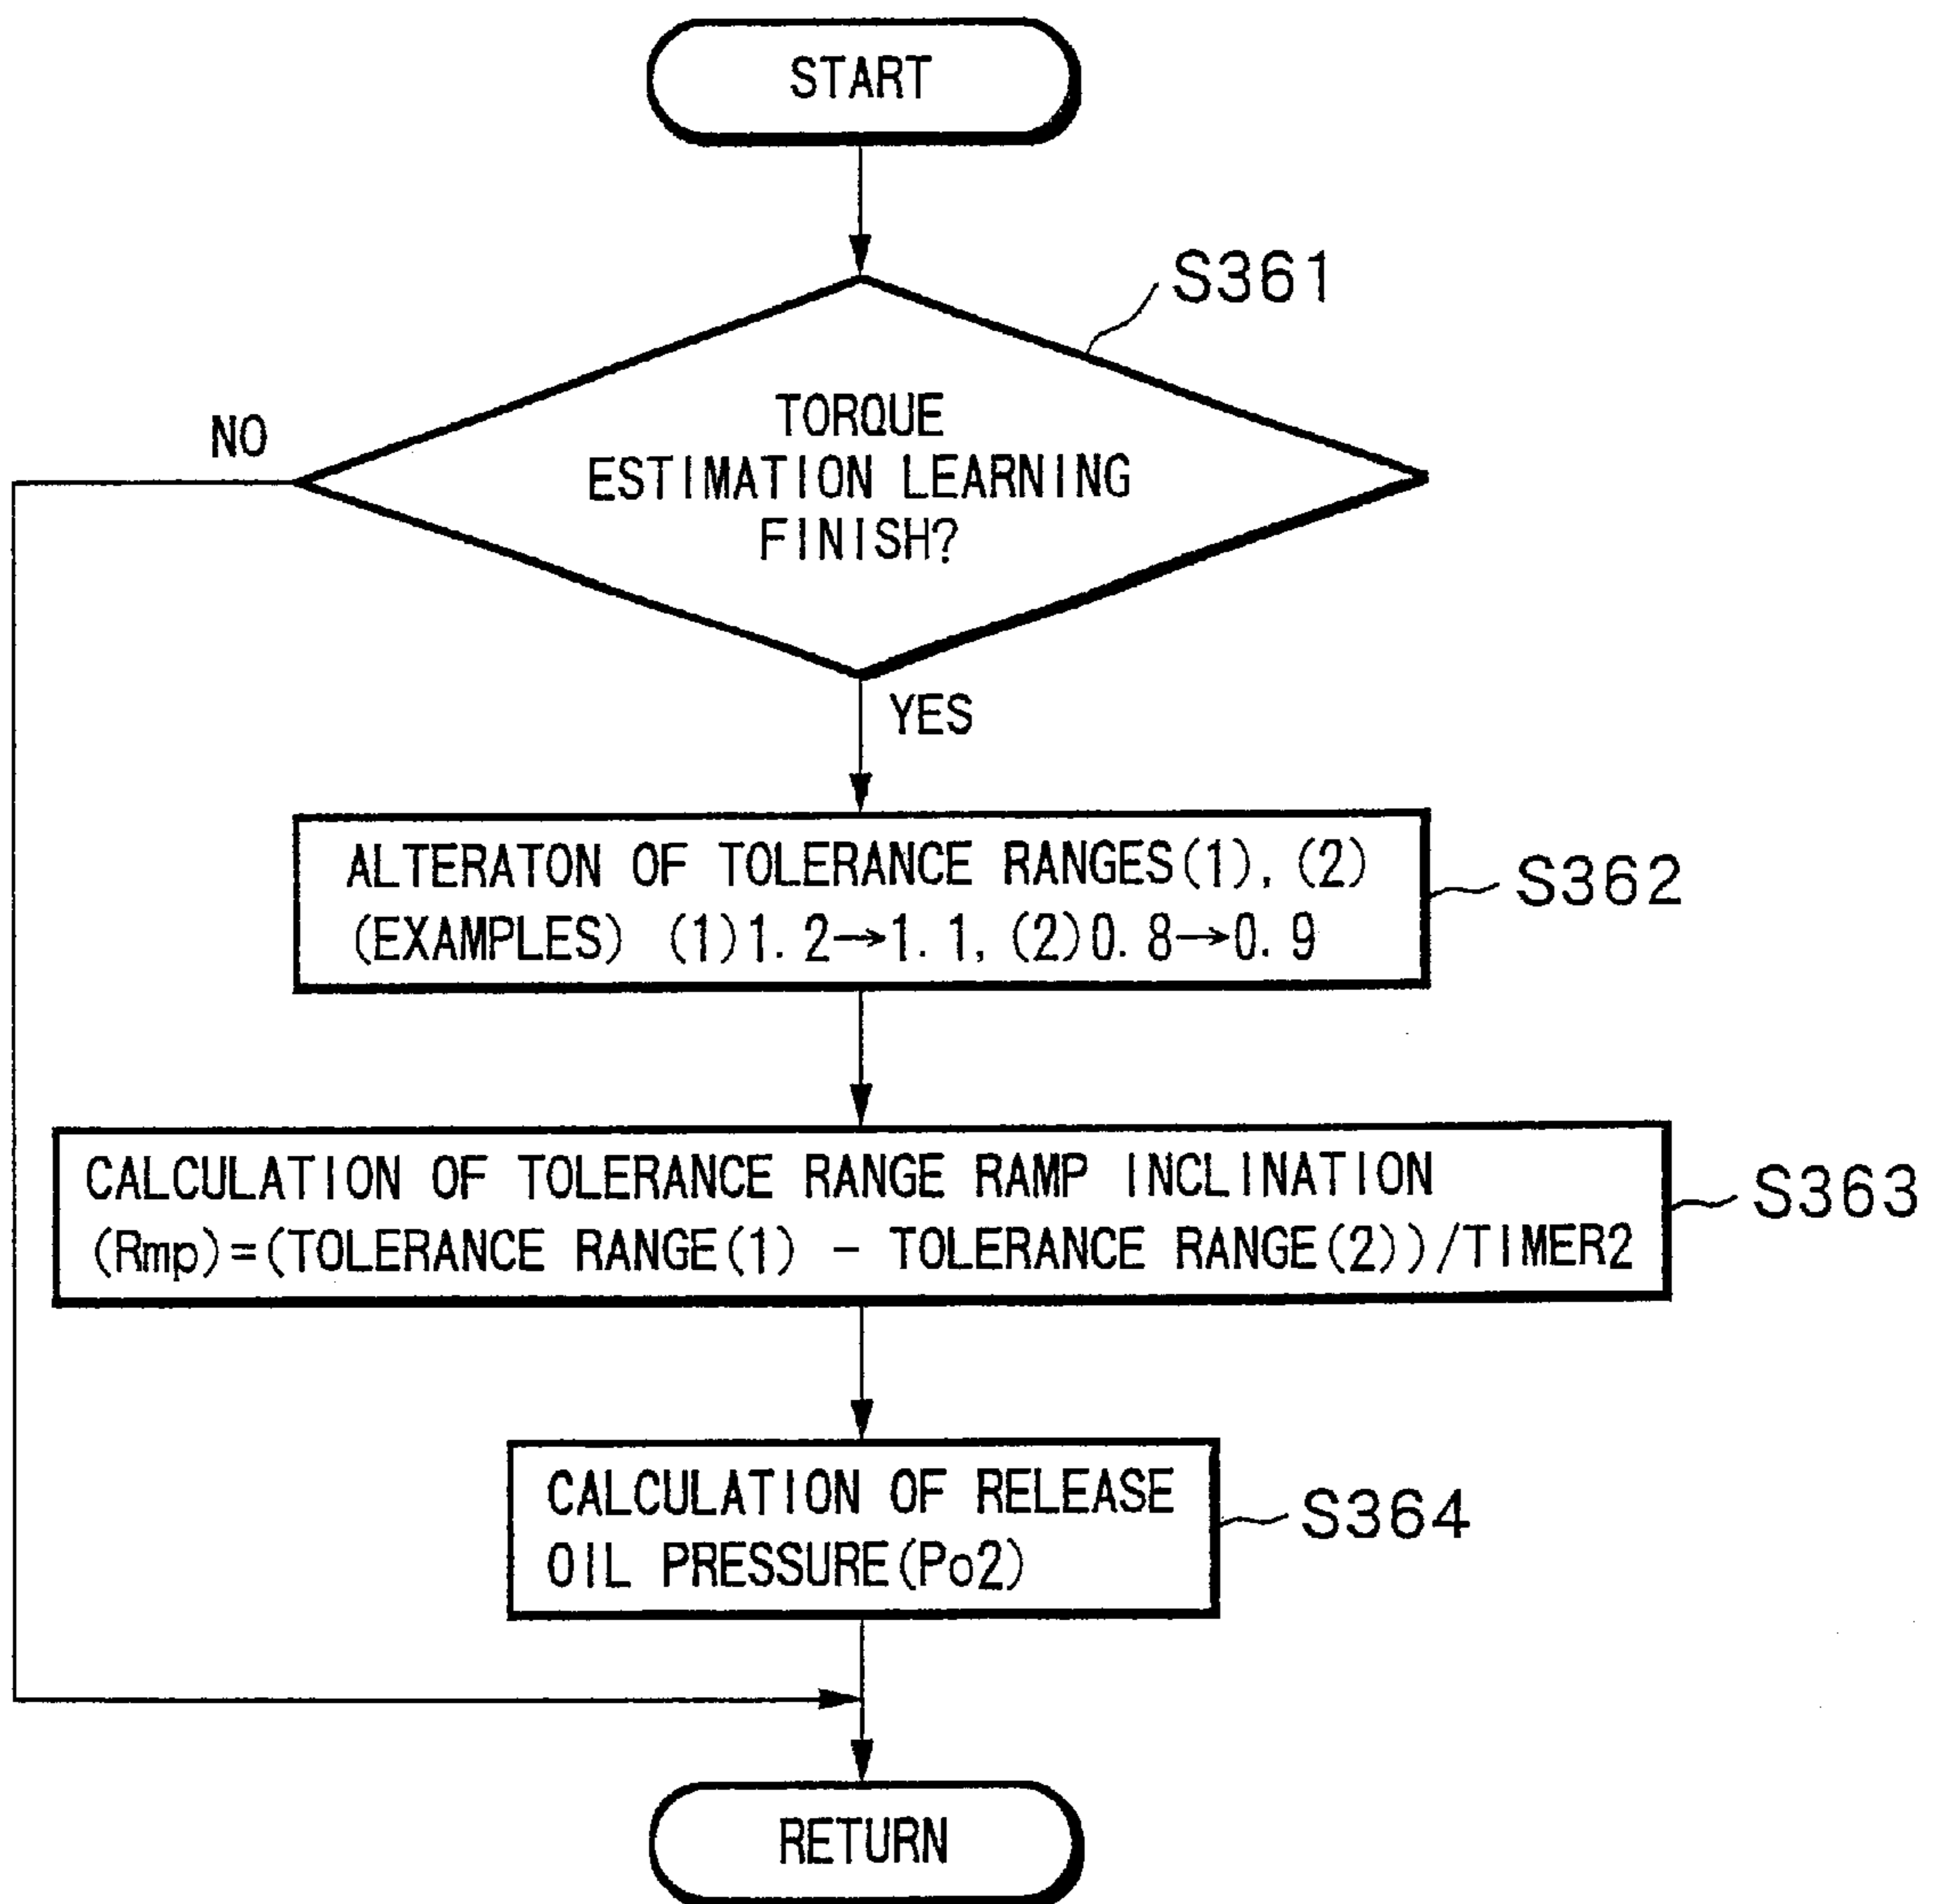 START
S361
TORQUE
ESTIMATION LEARNING
FINISH?
NO
YES
ALTERATON OF TOLERANCE RANGES(1), (2)
(EXAMPLES) (1)1.2→1.1, (2)0.8→0.9
S362
CALCULATION OF TOLERANCE RANGE RAMP INCLINATION
(Rmp)=(TOLERANCE RANGE(1) - TOLERANCE RANGE(2))/TIMER2
S363
CALCULATION OF RELEASE
OIL PRESSURE(Po2)
S364
RETURN